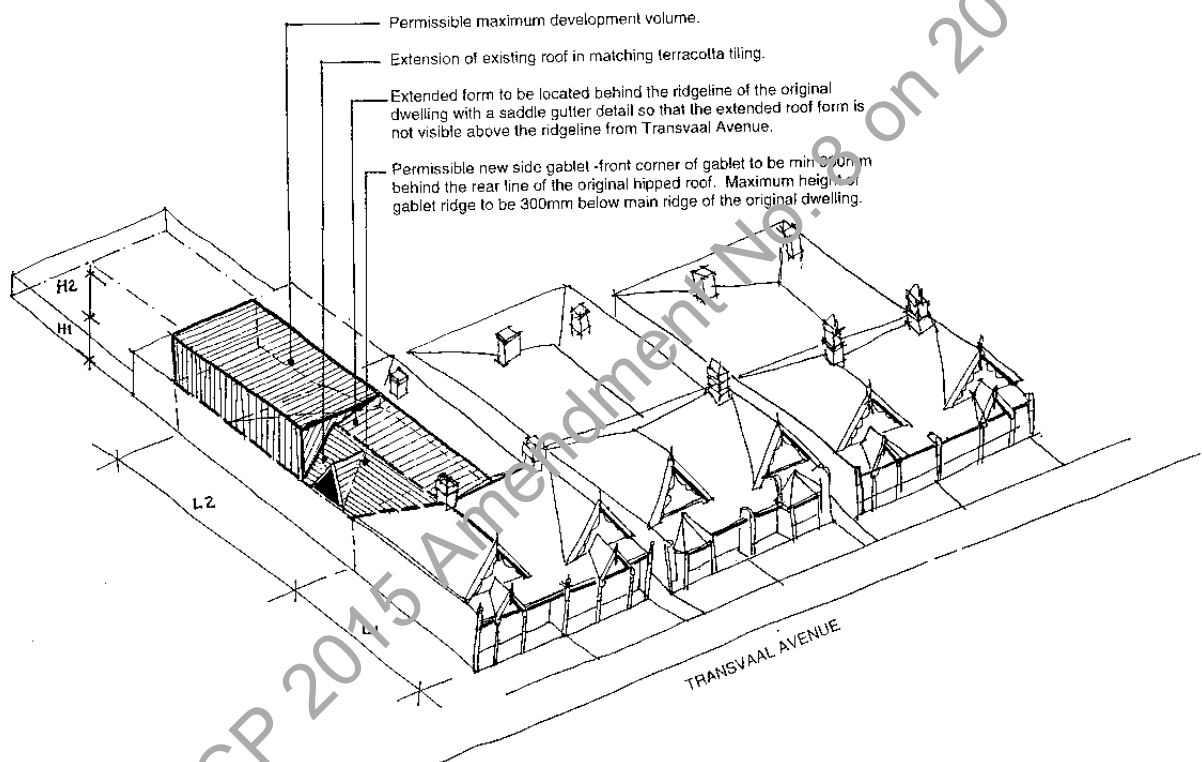 Permissible maximum development volume.
Extension of existing roof in matching terracotta tiling.
Extended form to be located behind the ridgeline of the original
dwelling with a saddle gutter detail so that the extended roof form is
not visible above the ridgeline from Transvaal Avenue.
Permissible new side gablet -front corner of gablet to be min
behind the rear line of the original hipped roof. Maximum height of
gablet ridge to be 300mm below main ridge of the original dwelling.
H2
H1
L2
L1
TRANSVAAL AVENUE
CP 2015 Amendment No. 8 on 20